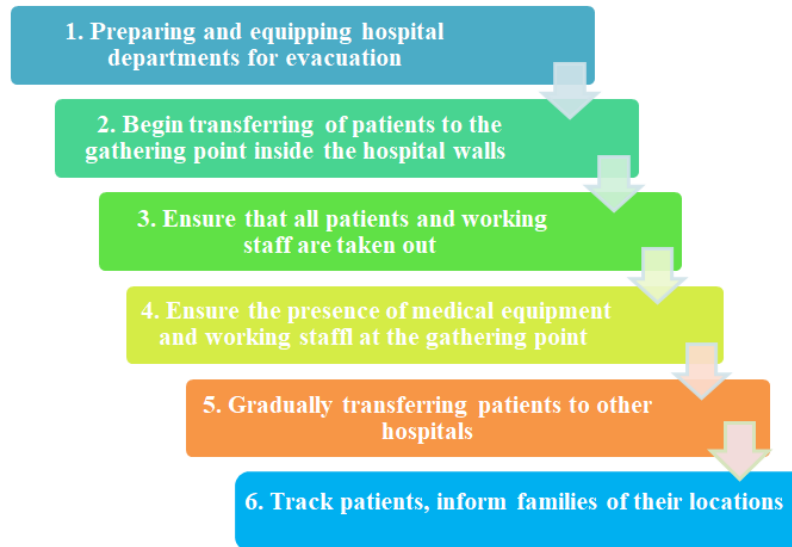 1. Preparing and equipping hospital
departments for evacuation
2. Begin transferring of patients to the
gathering point inside the hospital walls
3. Ensure that all patients and working
staff are taken out
4. Ensure the presence of medical equipment
and working staffl at the gathering point
5. Gradually transferring patients to other
hospitals
6. Track patients, inform families of their locations